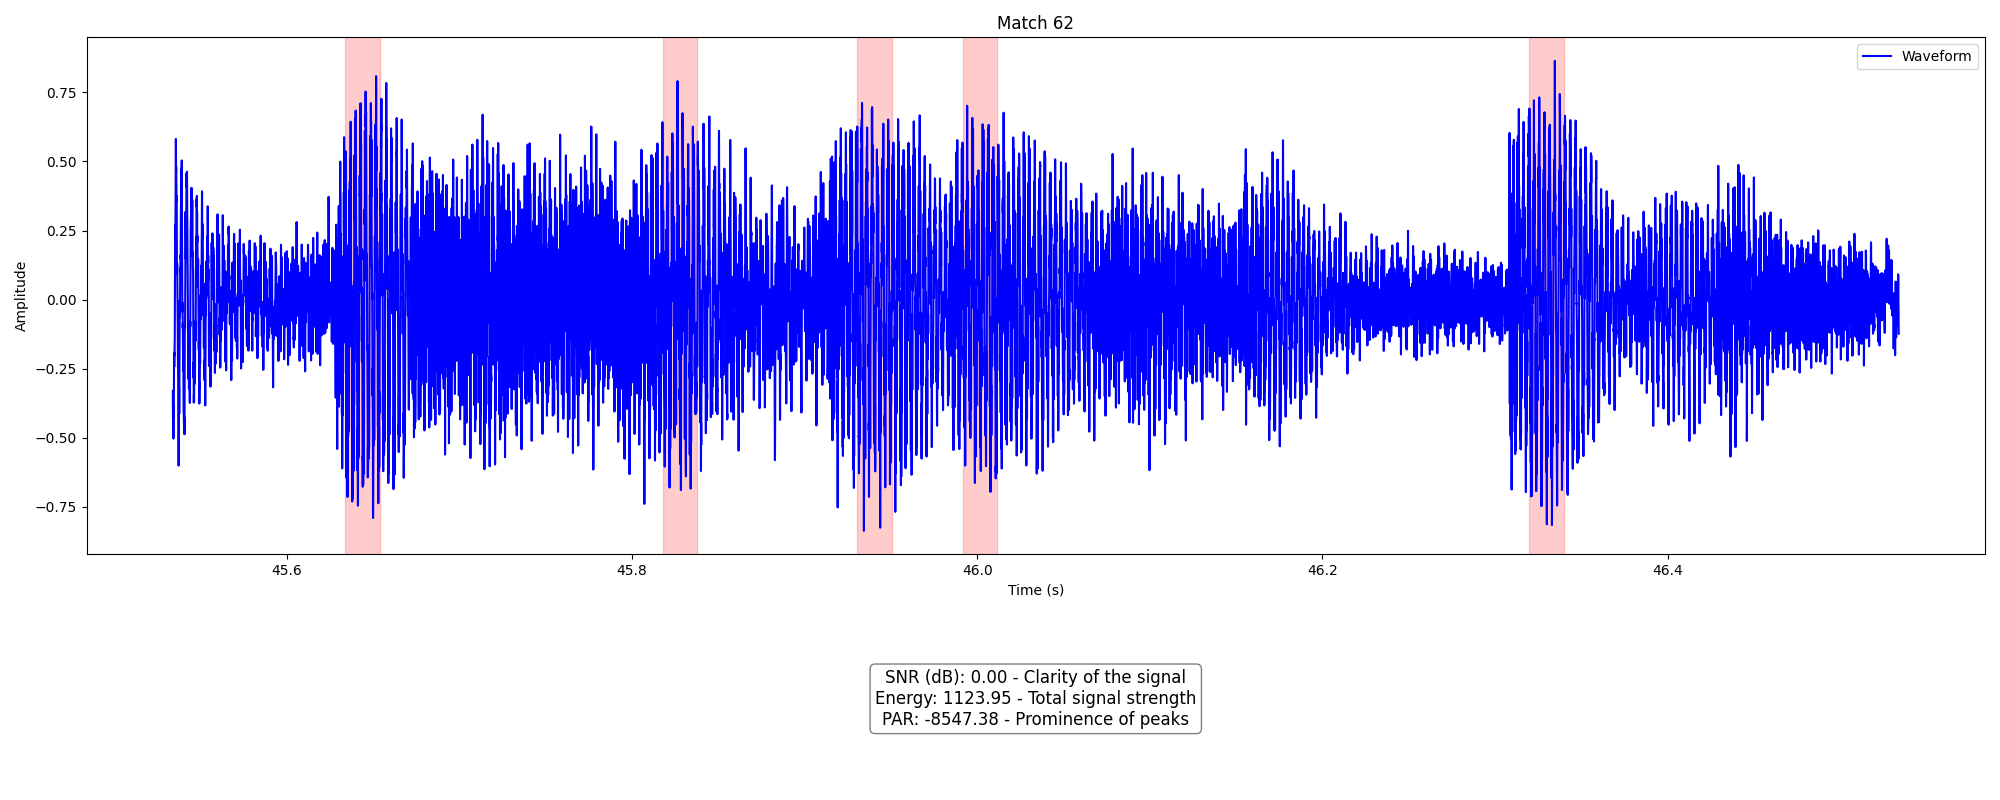 Match 62
Waveform
0.75
0.50
0.25
0.00
−0.25
−0.50
−0.75
Amplitude
45.6 45.8 46.0 46.2 46.4
Time (s)
SNR (dB): 0.00 - Clarity of the signal
Energy: 1123.95 - Total signal strength
PAR: -8547.38 - Prominence of peaks